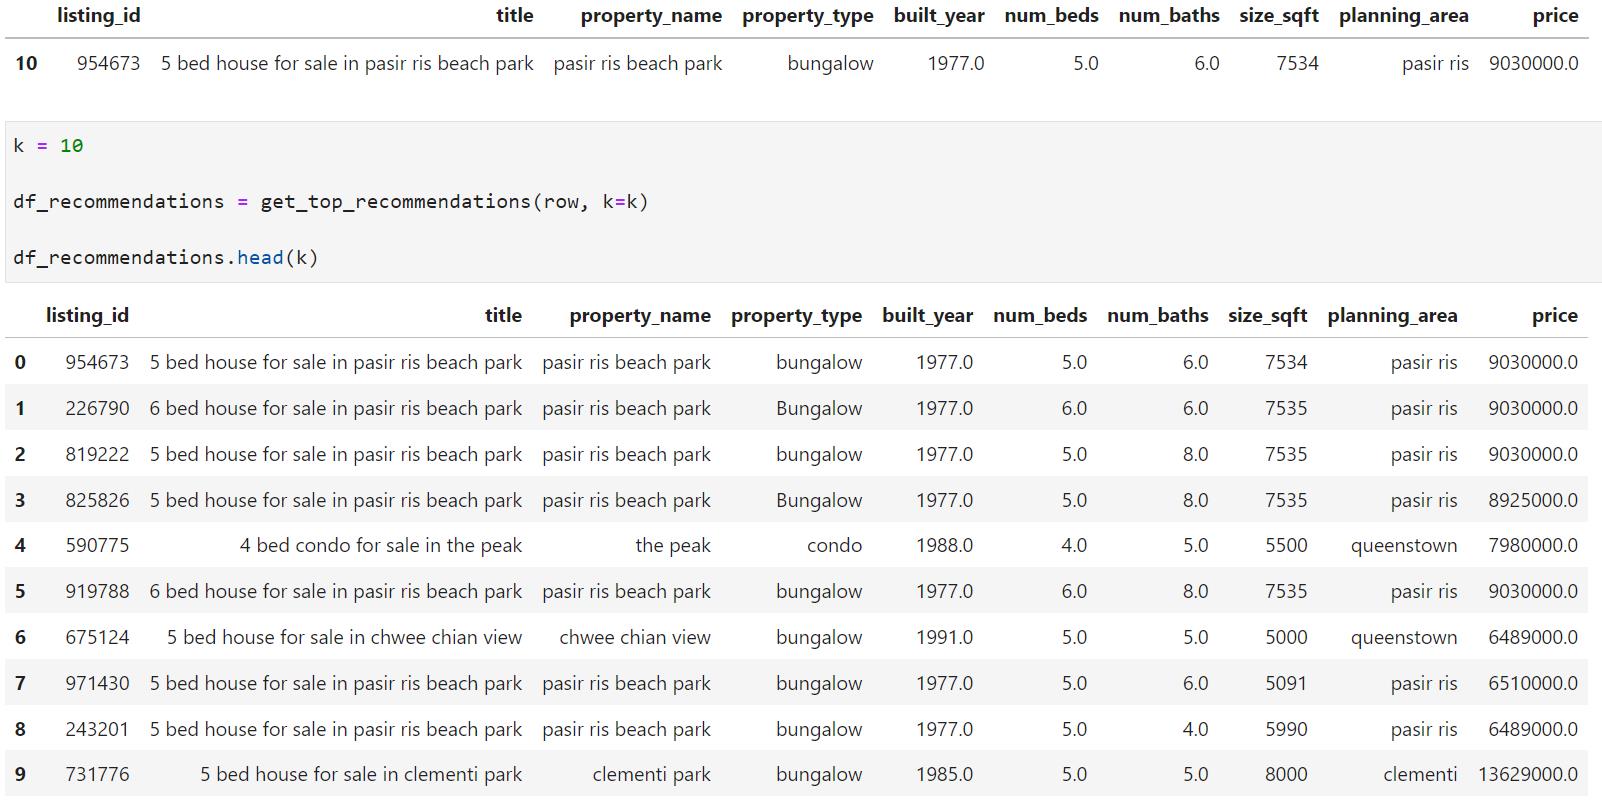 listing_id title property_name property_type built_year num_beds num_baths size_sqft planning_area price
10 954673 5 bed house for sale in pasir ris beach park pasir ris beach park bungalow 1977.0 5.0 6.0 7534 pasir ris 9030000.0
k = 10
df_recommendations = get_top_recommendations(row, k=k)
df_recommendations.head(k)
listing_id title property_name property_type built_year num_beds num_baths size_sqft planning_area price
0 954673 5 bed house for sale in pasir ris beach park pasir ris beach park bungalow 1977.0 5.0 6.0 7534 pasir ris 9030000.0
1 226790 6 bed house for sale in pasir ris beach park pasir ris beach park Bungalow 1977.0 6.0 6.0 7535 pasir ris 9030000.0
2 819222 5 bed house for sale in pasir ris beach park pasir ris beach park bungalow 1977.0 5.0 8.0 7535 pasir ris 9030000.0
3 825826 5 bed house for sale in pasir ris beach park pasir ris beach park Bungalow 1977.0 5.0 8.0 7535 pasir ris 8925000.0
4 590775 4 bed condo for sale in the peak the peak condo 1988.0 4.0 5.0 5500 queenstown 7980000.0
5 919788 6 bed house for sale in pasir ris beach park pasir ris beach park bungalow 1977.0 6.0 8.0 7535 pasir ris 9030000.0
6 675124 5 bed house for sale in chwee chian view chwee chian view bungalow 1991.0 5.0 5.0 5000 queenstown 6489000.0
7 971430 5 bed house for sale in pasir ris beach park pasir ris beach park bungalow 1977.0 5.0 6.0 5091 pasir ris 6510000.0
8 243201 5 bed house for sale in pasir ris beach park pasir ris beach park bungalow 1977.0 5.0 4.0 5990 pasir ris 6489000.0
9 731776 5 bed house for sale in clementi park clementi park bungalow 1985.0 5.0 5.0 8000 clementi 13629000.0